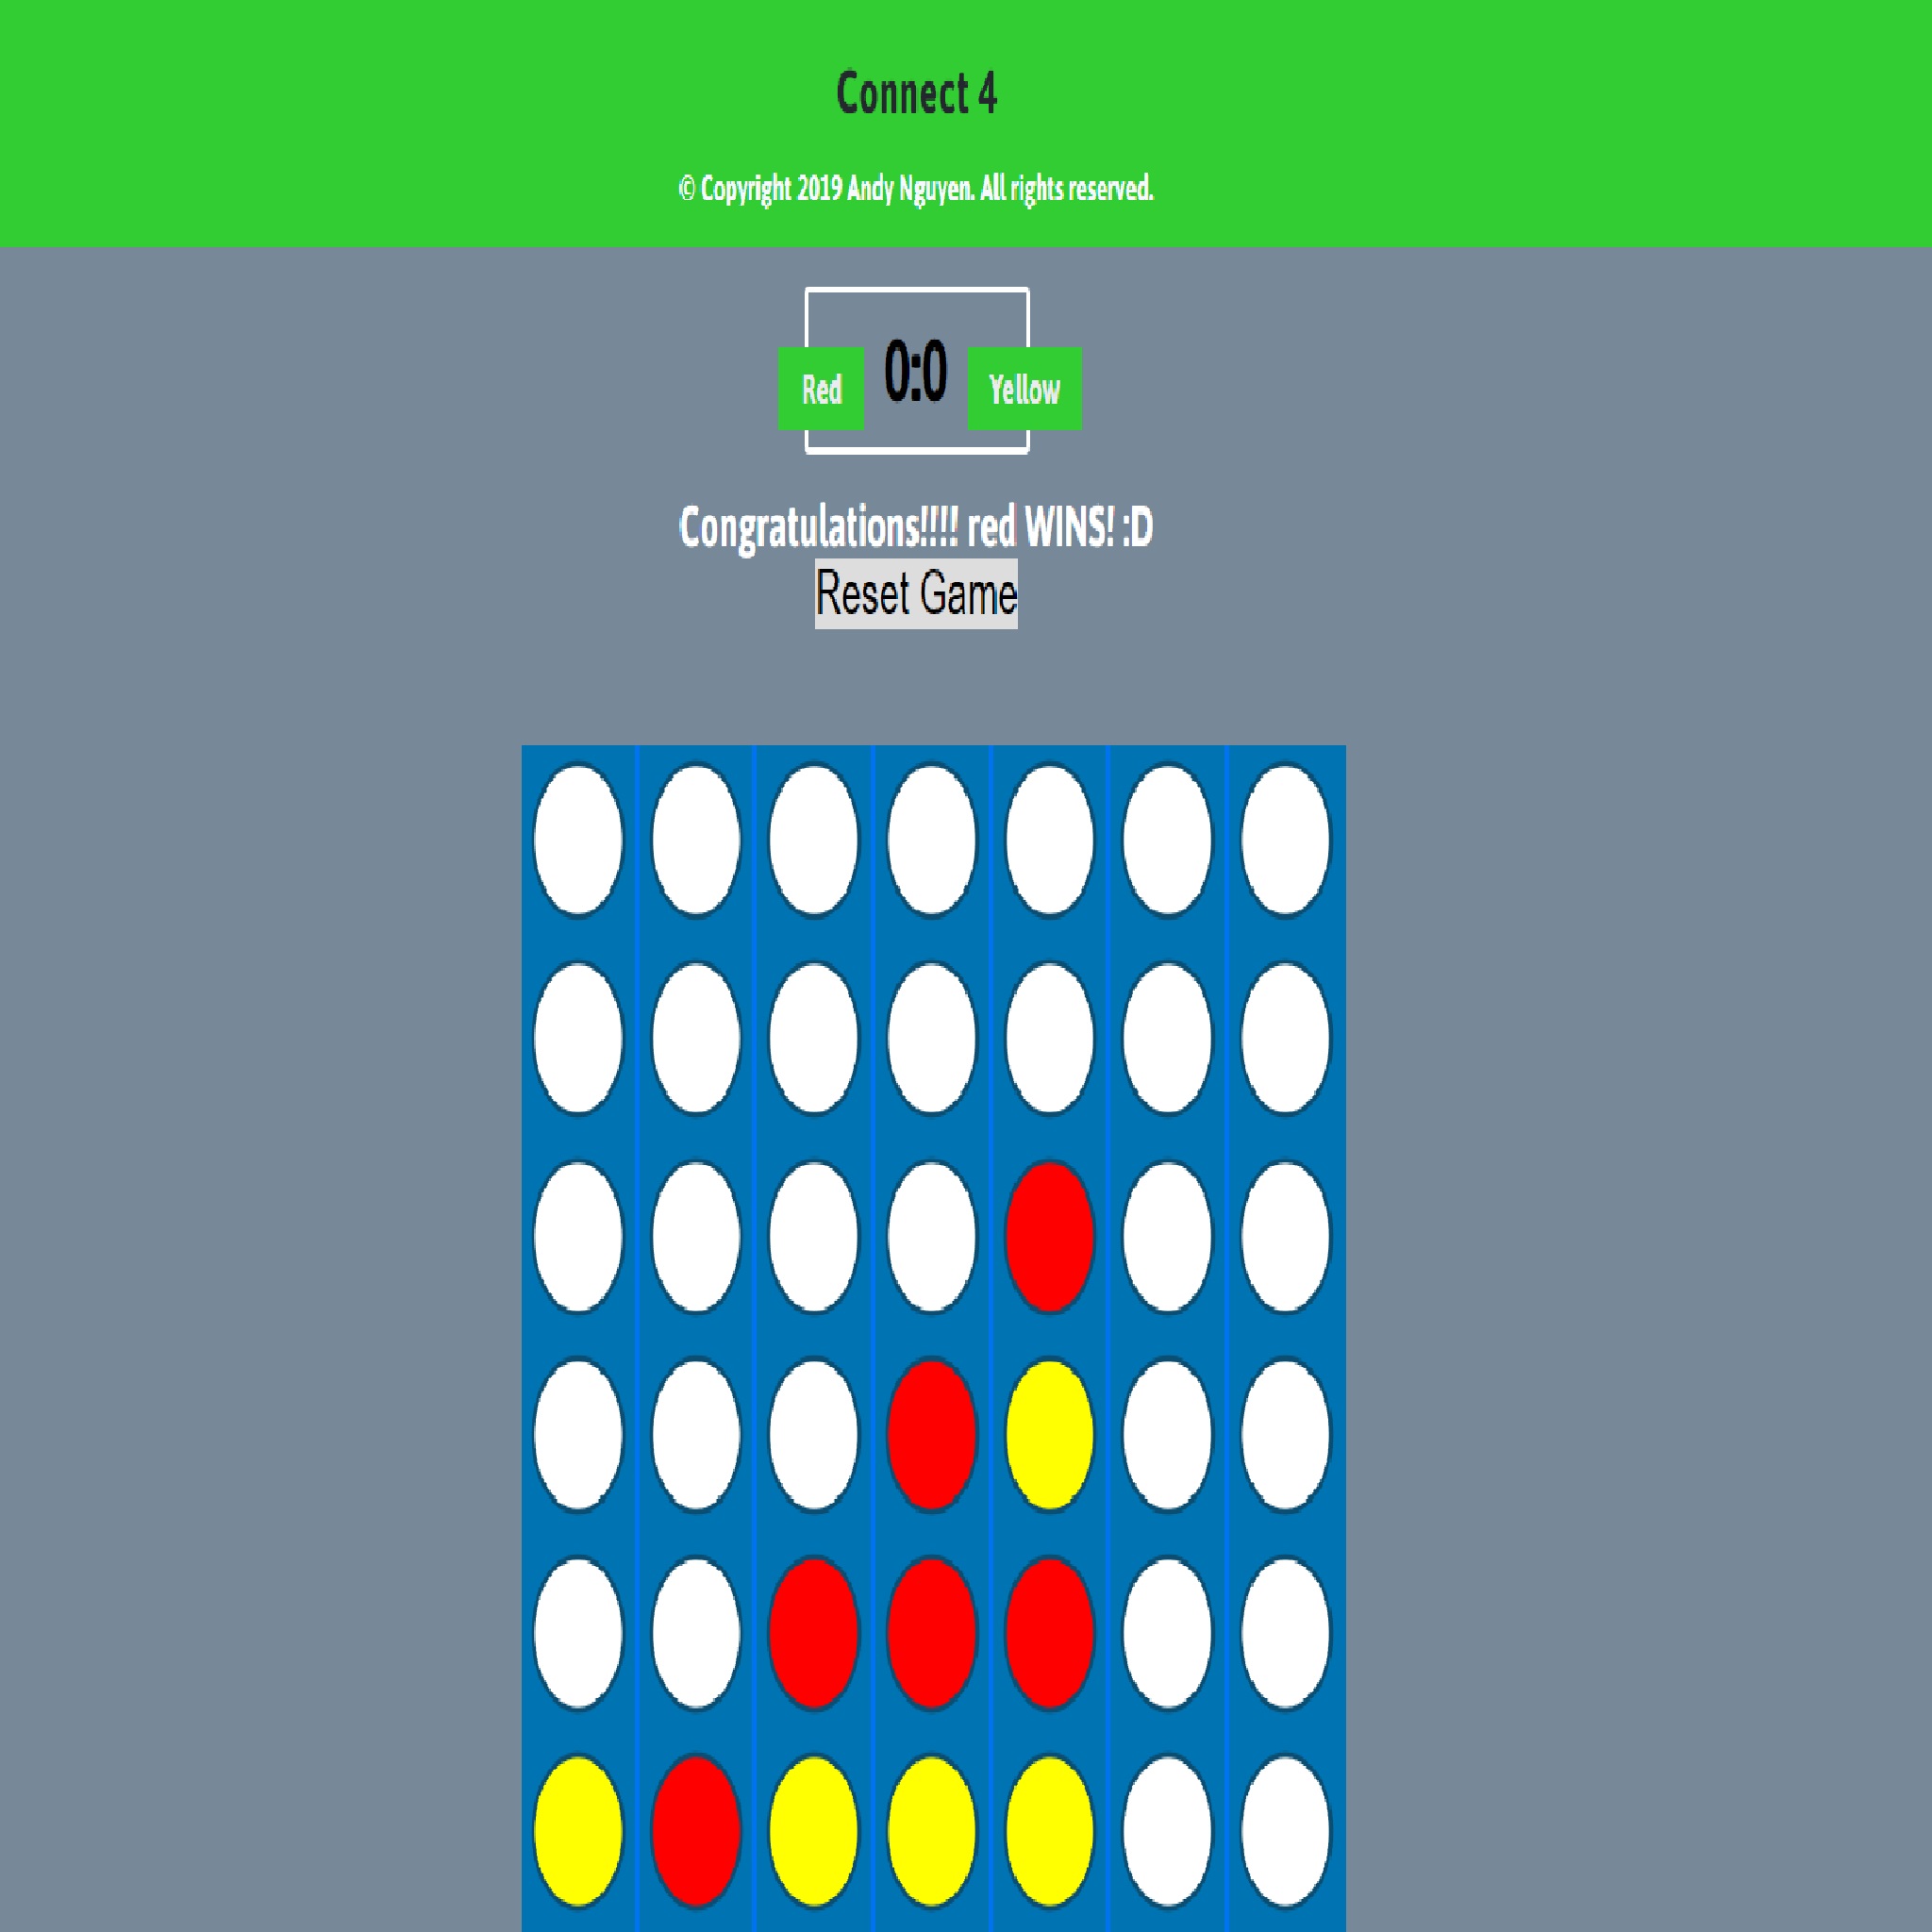 Connect 4
© Copyright 2019 Andy Nguyen. All rights reserved.
Red 0:0 Yellow
Congratulations!!!! red WINS! :D
Reset Game